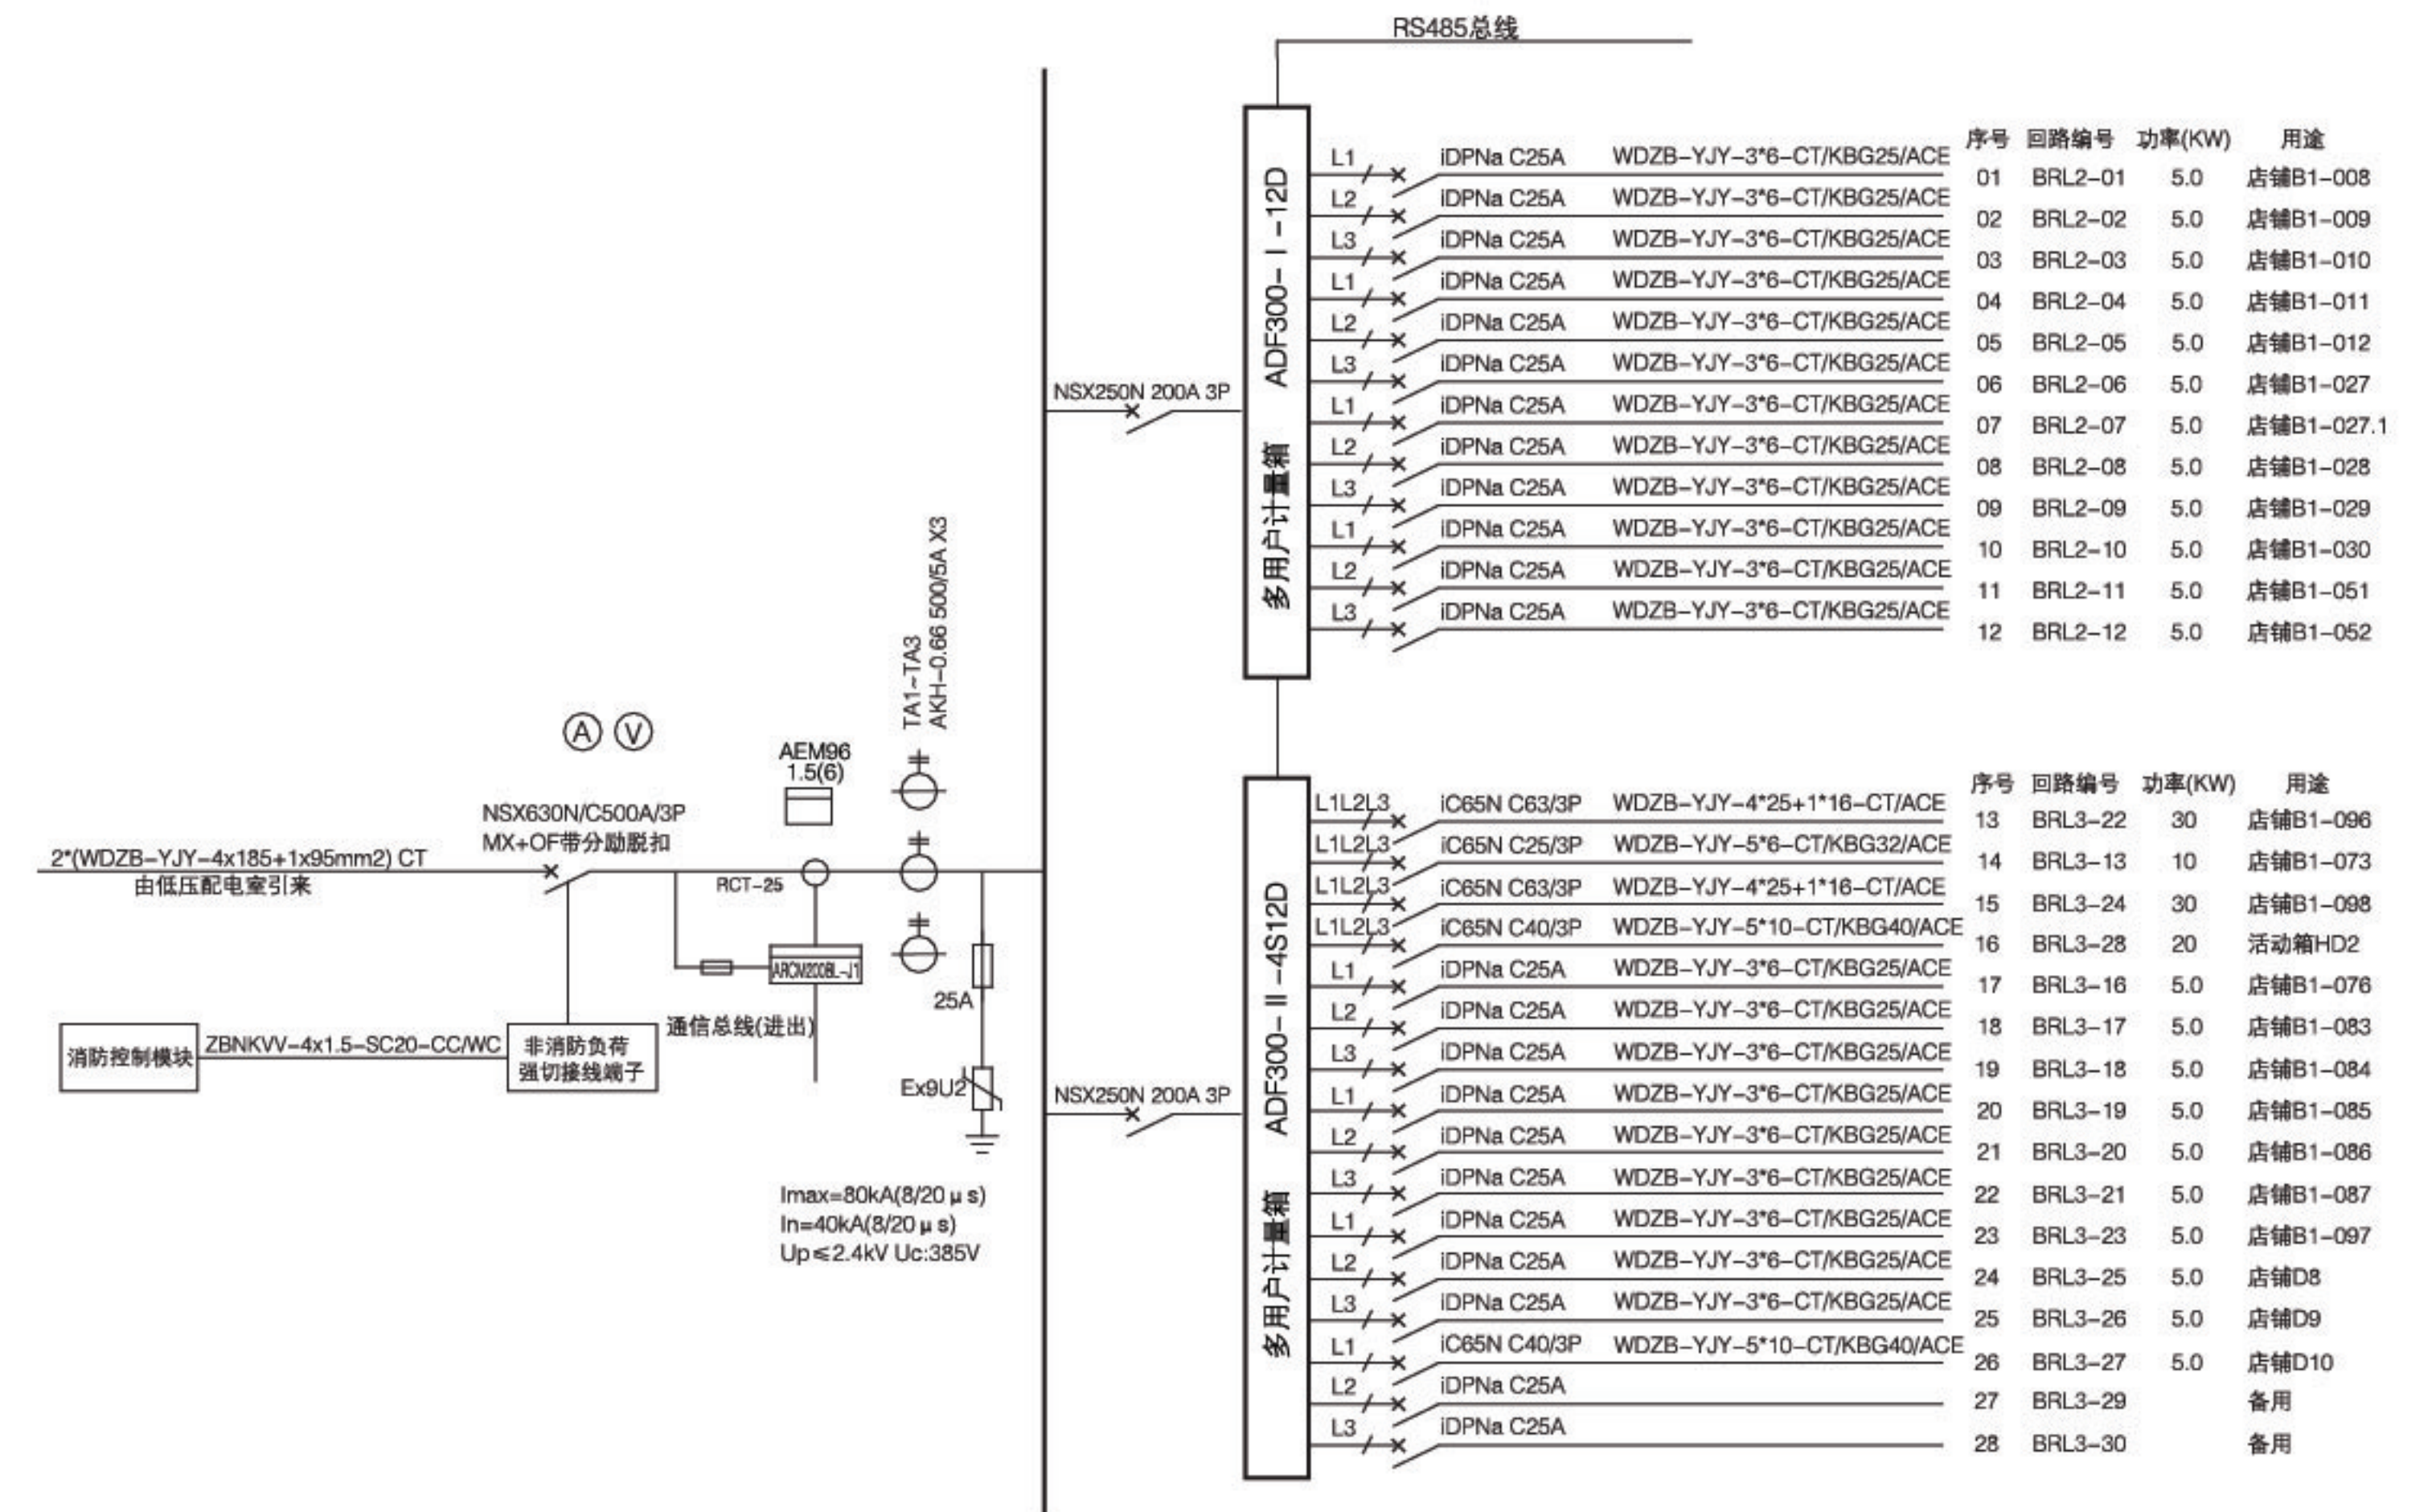 RS485总线
序号 回路编号 功率(KW) 用途
L1 iDPNa C25A WDZB-YJY-3*6-CT/KBG25/ACE 01 BRL2-01 5.0 店铺B1-008
L2 iDPNa C25A WDZB-YJY-3*6-CT/KBG25/ACE 02 BRL2-02 5.0 店铺B1-009
L3 iDPNa C25A WDZB-YJY-3*6-CT/KBG25/ACE 03 BRL2-03 5.0 店铺B1-010
L1 iDPNa C25A WDZB-YJY-3*6-CT/KBG25/ACE 04 BRL2-04 5.0 店铺B1-011
L2 iDPNa C25A WDZB-YJY-3*6-CT/KBG25/ACE 05 BRL2-05 5.0 店铺B1-012
L3 iDPNa C25A WDZB-YJY-3*6-CT/KBG25/ACE 06 BRL2-06 5.0 店铺B1-027
L1 iDPNa C25A WDZB-YJY-3*6-CT/KBG25/ACE 07 BRL2-07 5.0 店铺B1-027.1
L2 iDPNa C25A WDZB-YJY-3*6-CT/KBG25/ACE 08 BRL2-08 5.0 店铺B1-028
L3 iDPNa C25A WDZB-YJY-3*6-CT/KBG25/ACE 09 BRL2-09 5.0 店铺B1-029
L1 iDPNa C25A WDZB-YJY-3*6-CT/KBG25/ACE 10 BRL2-10 5.0 店铺B1-030
L2 iDPNa C25A WDZB-YJY-3*6-CT/KBG25/ACE 11 BRL2-11 5.0 店铺B1-051
L3 iDPNa C25A WDZB-YJY-3*6-CT/KBG25/ACE 12 BRL2-12 5.0 店铺B1-052
多用户计量箱 ADF300-Ⅰ-12D
NSX250N 200A 3P
TA1~TA3
AKH-0.66 500/5A X3
A V
AEM96
1.5(6)
NSX630N/C500A/3P
MX+OF带分励脱扣
2*(WDZB-YJY-4x185+1x95mm2) CT
由低压配电室引来
RCT-25
ARCM200BL-J1
25A
通信总线(进出)
消防控制模块
ZBNKVV-4x1.5-SC20-CC/WC
非消防负荷
强切接线端子
Ex9U2
Imax=80kA(8/20μs)
In=40kA(8/20μs)
Up≤2.4kV Uc:385V
NSX250N 200A 3P
多用户计量箱 ADF300-Ⅱ-4S12D
序号 回路编号 功率(KW) 用途
L1L2L3 iC65N C63/3P WDZB-YJY-4*25+1*16-CT/ACE 13 BRL3-22 30 店铺B1-096
L1L2L3 iC65N C25/3P WDZB-YJY-5*6-CT/KBG32/ACE 14 BRL3-13 10 店铺B1-073
L1L2L3 iC65N C63/3P WDZB-YJY-4*25+1*16-CT/ACE 15 BRL3-24 30 店铺B1-098
L1L2L3 iC65N C40/3P WDZB-YJY-5*10-CT/KBG40/ACE 16 BRL3-28 20 活动箱HD2
L1 iDPNa C25A WDZB-YJY-3*6-CT/KBG25/ACE 17 BRL3-16 5.0 店铺B1-076
L2 iDPNa C25A WDZB-YJY-3*6-CT/KBG25/ACE 18 BRL3-17 5.0 店铺B1-083
L3 iDPNa C25A WDZB-YJY-3*6-CT/KBG25/ACE 19 BRL3-18 5.0 店铺B1-084
L1 iDPNa C25A WDZB-YJY-3*6-CT/KBG25/ACE 20 BRL3-19 5.0 店铺B1-085
L2 iDPNa C25A WDZB-YJY-3*6-CT/KBG25/ACE 21 BRL3-20 5.0 店铺B1-086
L3 iDPNa C25A WDZB-YJY-3*6-CT/KBG25/ACE 22 BRL3-21 5.0 店铺B1-087
L1 iDPNa C25A WDZB-YJY-3*6-CT/KBG25/ACE 23 BRL3-23 5.0 店铺B1-097
L2 iDPNa C25A WDZB-YJY-3*6-CT/KBG25/ACE 24 BRL3-25 5.0 店铺D8
L3 iDPNa C25A WDZB-YJY-3*6-CT/KBG25/ACE 25 BRL3-26 5.0 店铺D9
L1 iC65N C40/3P WDZB-YJY-5*10-CT/KBG40/ACE 26 BRL3-27 5.0 店铺D10
L2 iDPNa C25A 27 BRL3-29 备用
L3 iDPNa C25A 28 BRL3-30 备用